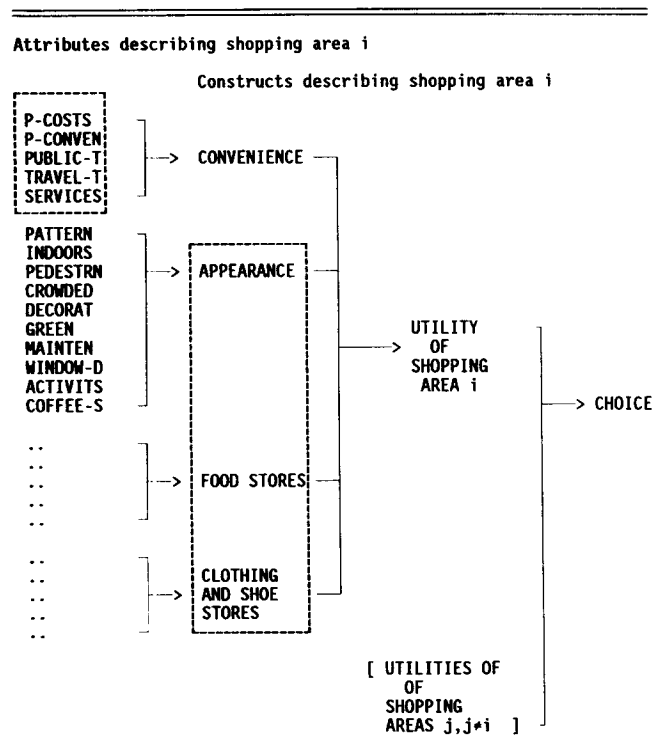 Attributes describing shopping area i
Constructs describing shopping area i
P-COSTS
P-CONVEN
PUBLIC-T
TRAVEL-T
SERVICES
CONVENIENCE
PATTERN
INDOORS
PEDESTRN
CROWDED
DECORAT
GREEN
MAINTEN
WINDOW-D
ACTIVITS
COFFEE-S
APPEARANCE
UTILITY
OF
SHOPPING
AREA i
CHOICE
..
..
..
..
..
FOOD STORES
..
..
..
..
..
CLOTHING
AND SHOE
STORES
[ UTILITIES OF
OF
SHOPPING
AREAS j,j≠i ]